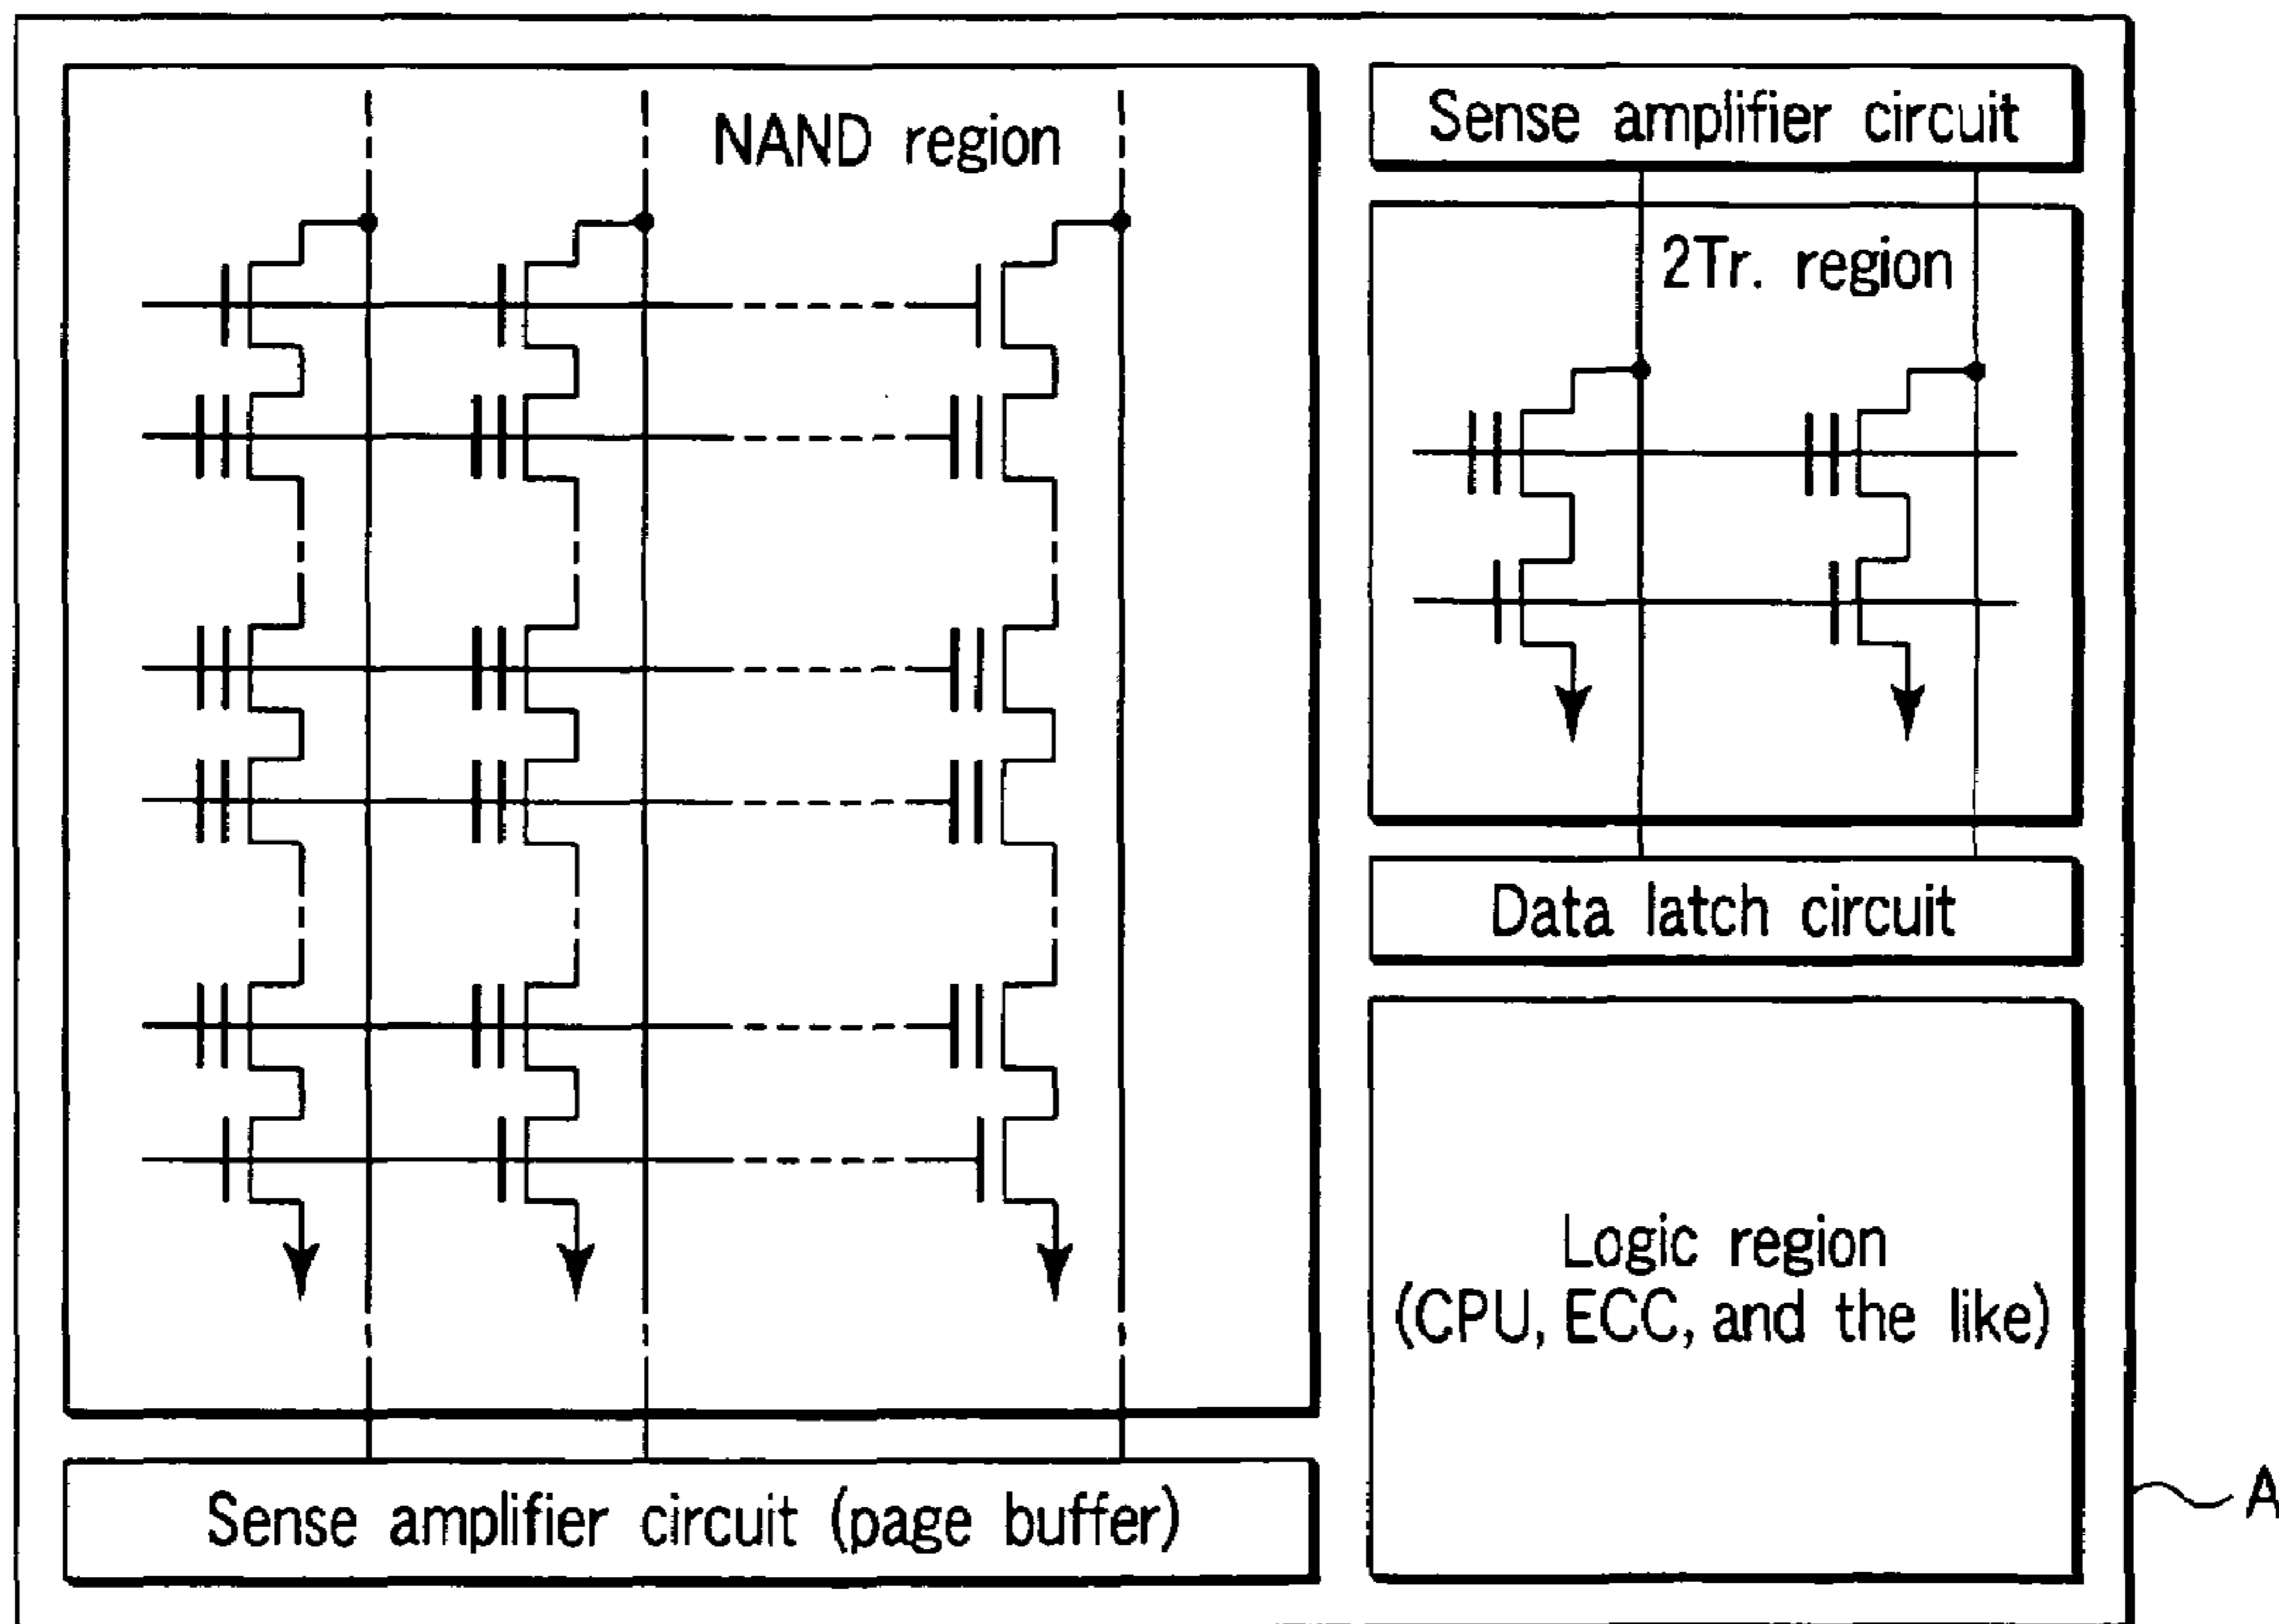 NAND region
Sense amplifier circuit
2Tr. region
Data latch circuit
Logic region
(CPU, ECC, and the like)
Sense amplifier circuit (page buffer)
A